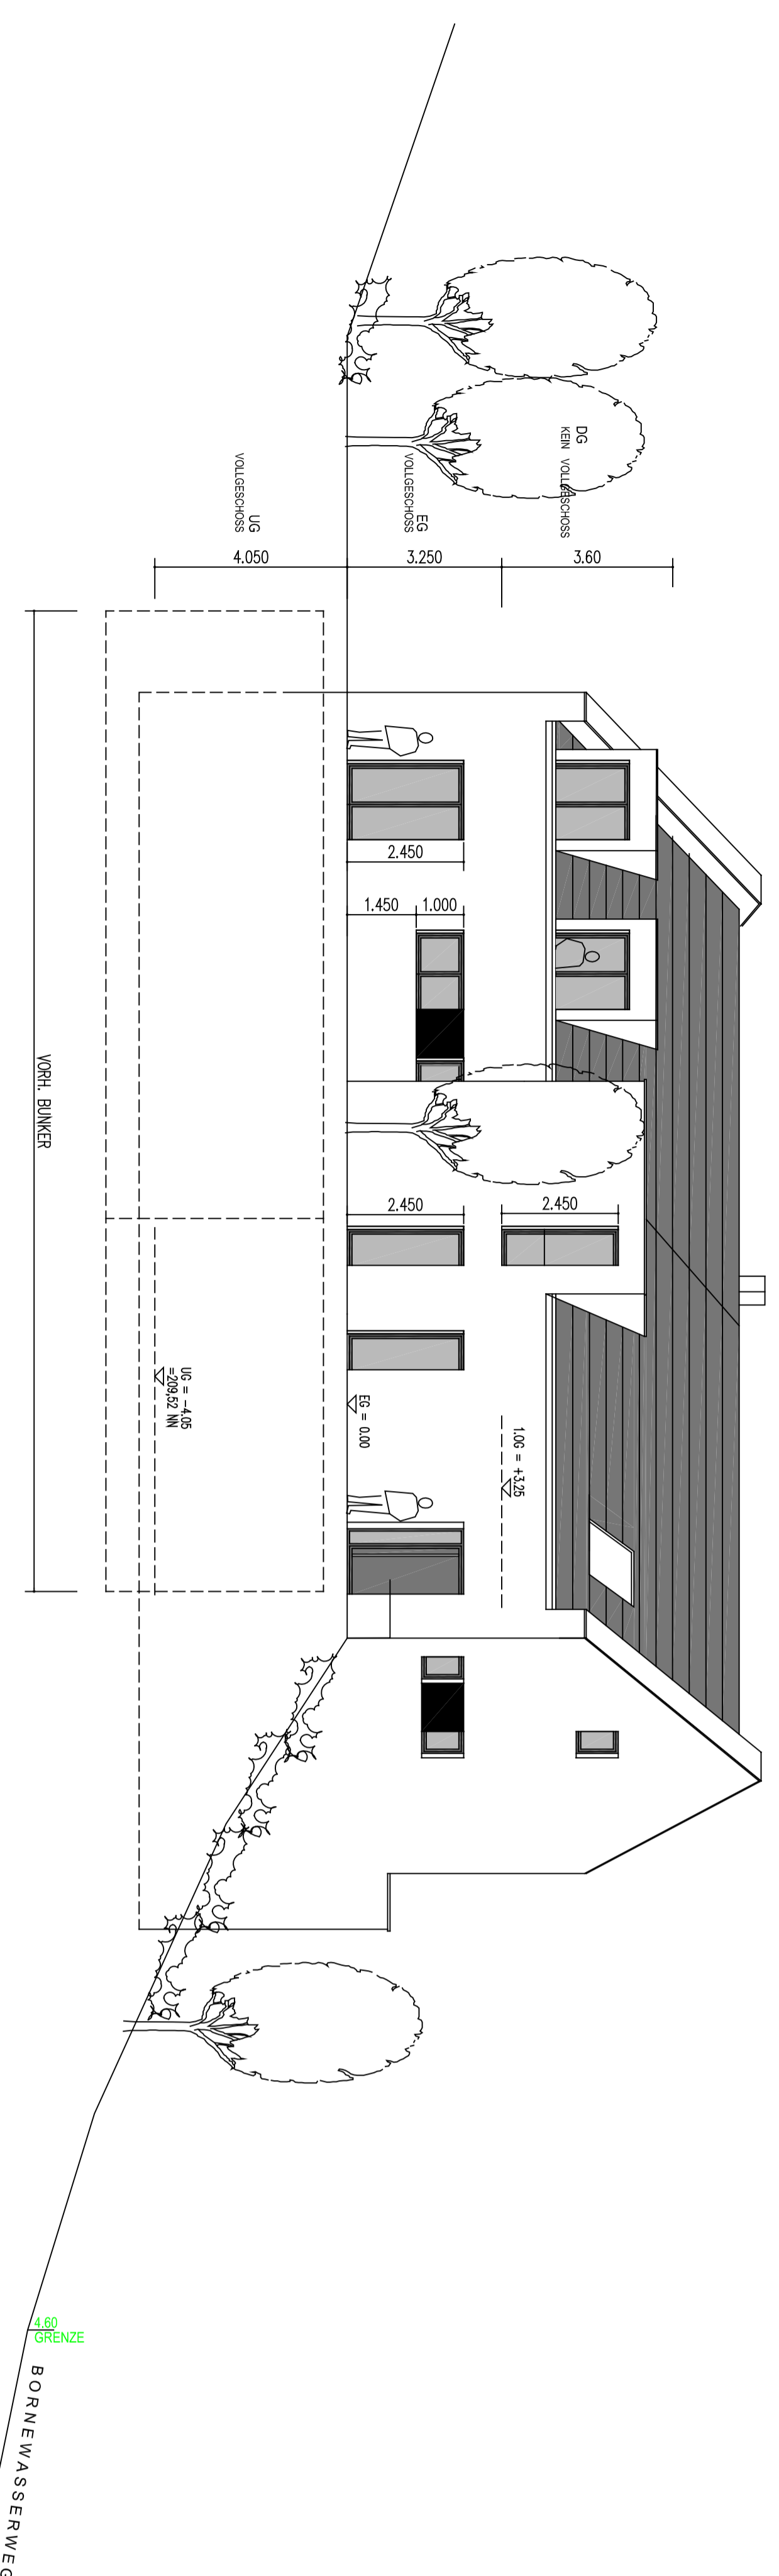 DG
KEIN VOLLGESCHOSS
EG
VOLLGESCHOSS
UG
VOLLGESCHOSS
4.050
3.250
3.60
2.450
1.450
1.000
VORH. BUNKER
2.450
2.450
UG = -4.05
=209,52 NN
EG = 0.00
1.OG = +3.25
4.60
GRENZE
BORNEWASSERWEG